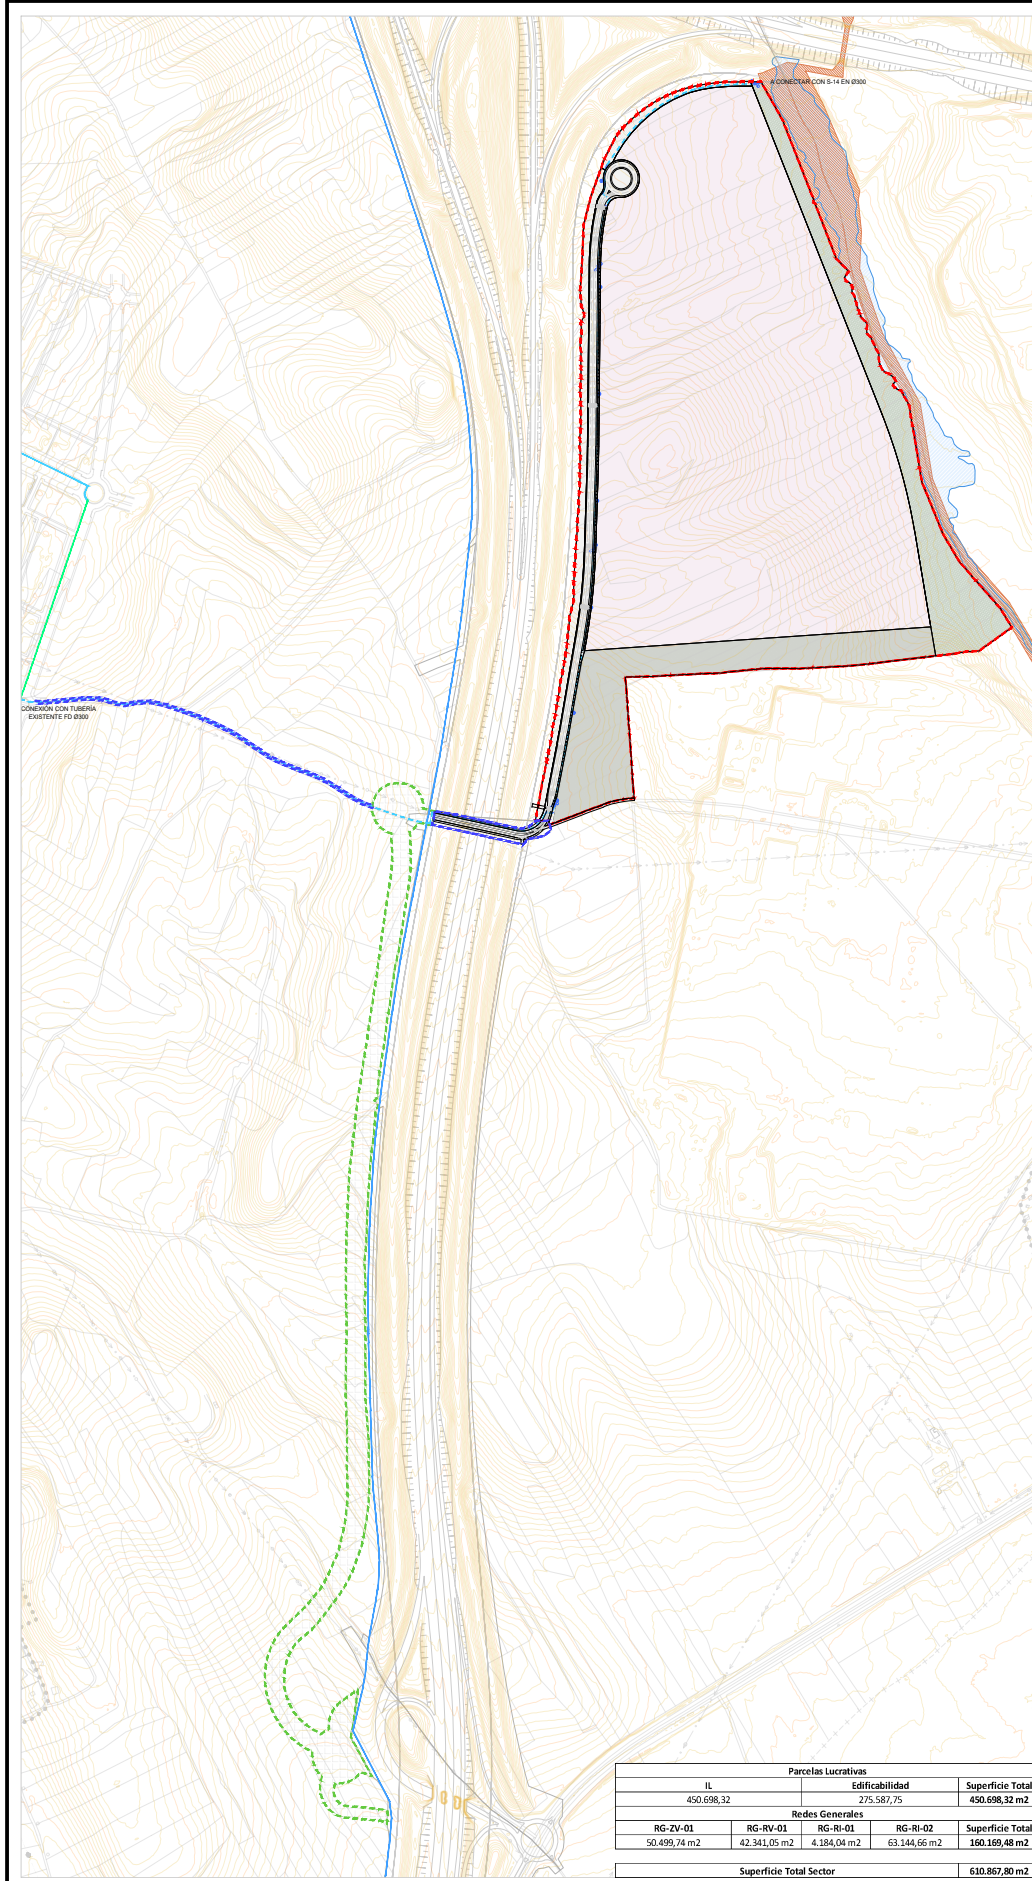 A CONECTAR CON S-14 EN Ø300
CONEXIÓN CON TUBERÍA
EXISTENTE FD Ø300
Parcelas Lucrativas
IL Edificabilidad Superficie Total
450.698,32 275.587,75 450.698,32 m2
Redes Generales
RG-ZV-01 RG-RV-01 RG-RI-01 RG-RI-02 Superficie Total
50.499,74 m2 42.341,05 m2 4.184,04 m2 63.144,66 m2 160.169,48 m2
Superficie Total Sector 610.867,80 m2